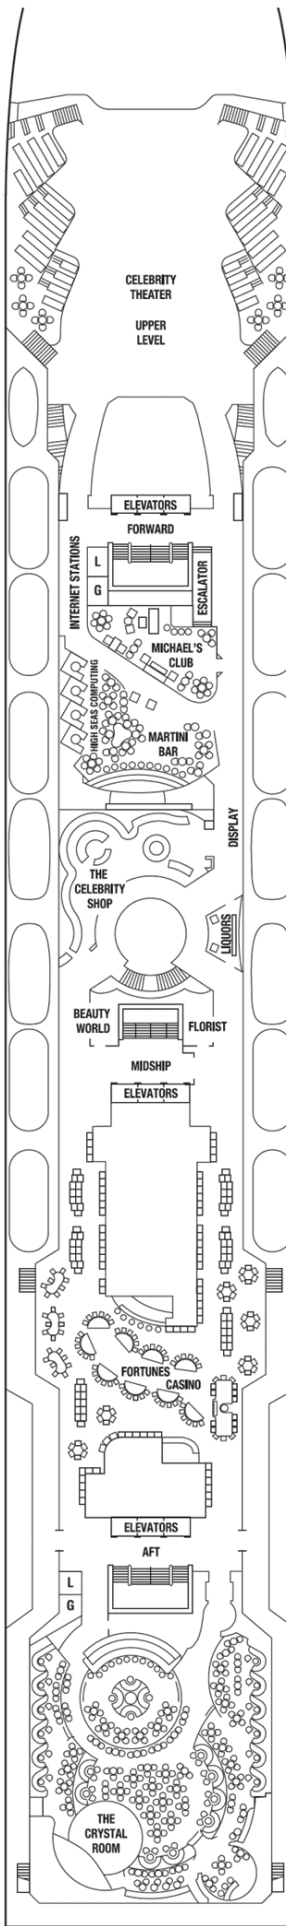 CELEBRITY
THEATER
UPPER
LEVEL
ELEVATORS
FORWARD
INTERNET STATIONS
L
G
ESCALATOR
MICHAEL'S
CLUB
HIGH SEAS COMPUTING
MARTINI
BAR
DISPLAY
THE
CELEBRITY
SHOP
LIQUORS
BEAUTY
WORLD
FLORIST
MIDSHIP
ELEVATORS
FORTUNES
CASINO
ELEVATORS
AFT
L
G
THE
CRYSTAL
ROOM